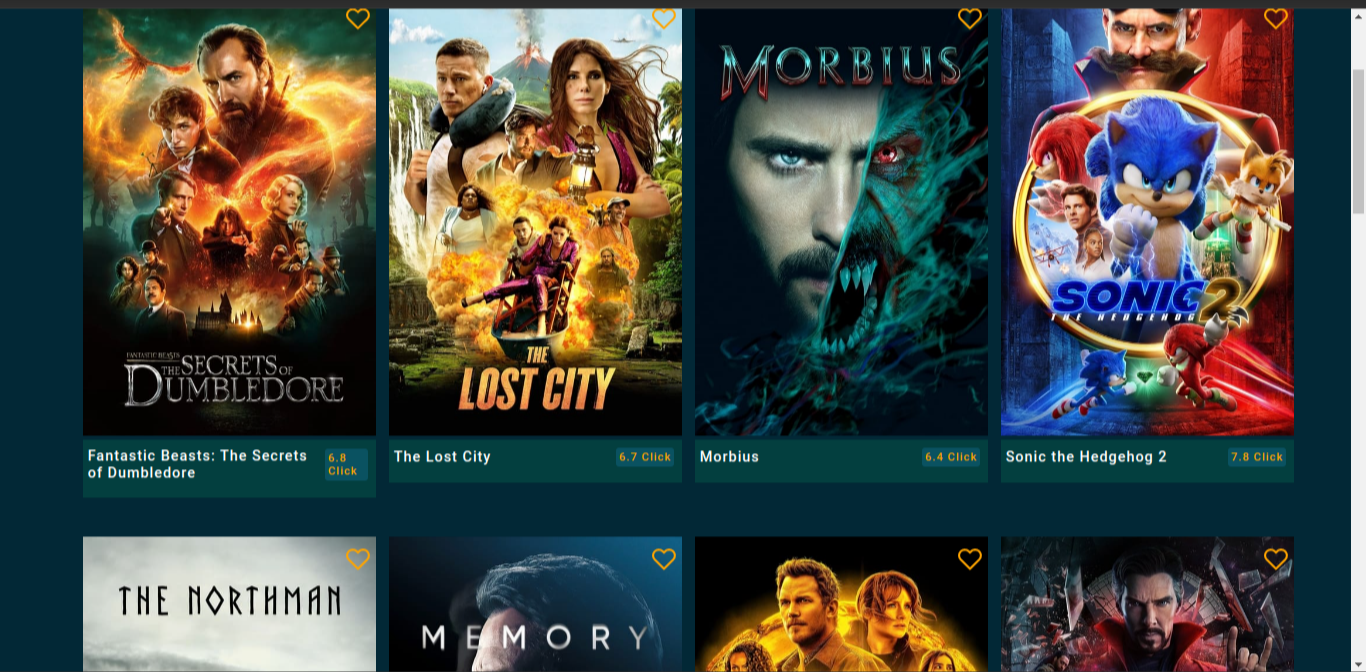 FANTASTIC BEASTS
THE SECRETS OF
DUMBLEDORE
THE
LOST CITY
MORBIUS
SONIC 2
THE HEDGEHOG
Fantastic Beasts: The Secrets
of Dumbledore
6.8
Click
The Lost City
6.7 Click
Morbius
6.4 Click
Sonic the Hedgehog 2
7.8 Click
THE NORTHMAN
MEMORY